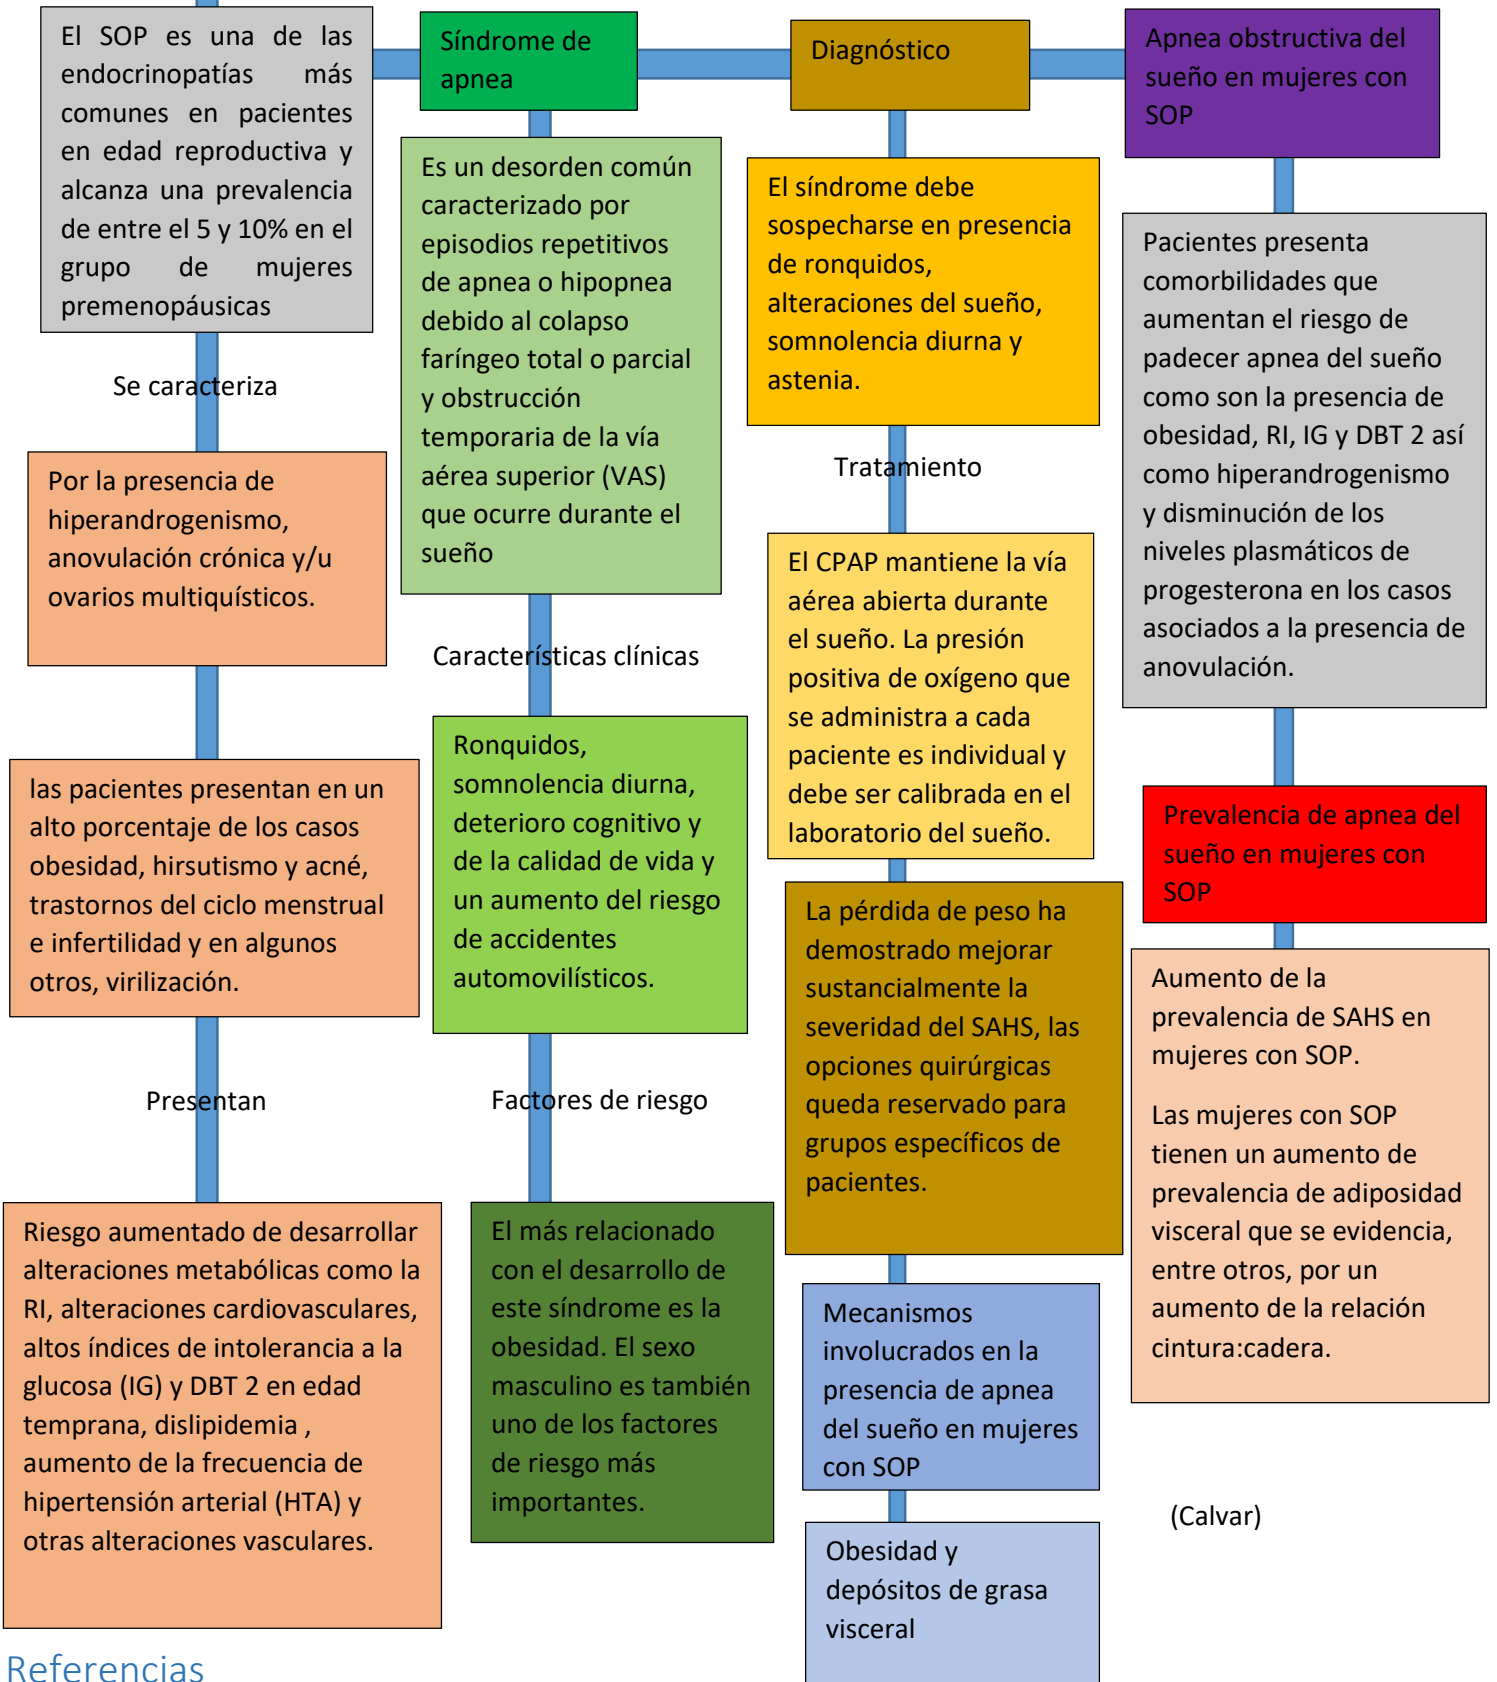 El SOP es una de las
endocrinopatías más
comunes en pacientes
en edad reproductiva y
alcanza una prevalencia
de entre el 5 y 10% en el
grupo de mujeres
premenopáusicas
Se caracteriza
Por la presencia de
hiperandrogenismo,
anovulación crónica y/u
ovarios multiquísticos.
las pacientes presentan en un
alto porcentaje de los casos
obesidad, hirsutismo y acné,
trastornos del ciclo menstrual
e infertilidad y en algunos
otros, virilización.
Presentan
Riesgo aumentado de desarrollar
alteraciones metabólicas como la
RI, alteraciones cardiovasculares,
altos índices de intolerancia a la
glucosa (IG) y DBT 2 en edad
temprana, dislipidemia ,
aumento de la frecuencia de
hipertensión arterial (HTA) y
otras alteraciones vasculares.
Síndrome de
apnea
Es un desorden común
caracterizado por
episodios repetitivos
de apnea o hipopnea
debido al colapso
faríngeo total o parcial
y obstrucción
temporaria de la vía
aérea superior (VAS)
que ocurre durante el
sueño
Características clínicas
Ronquidos,
somnolencia diurna,
deterioro cognitivo y
de la calidad de vida y
un aumento del riesgo
de accidentes
automovilísticos.
Factores de riesgo
El más relacionado
con el desarrollo de
este síndrome es la
obesidad. El sexo
masculino es también
uno de los factores
de riesgo más
importantes.
Diagnóstico
El síndrome debe
sospecharse en presencia
de ronquidos,
alteraciones del sueño,
somnolencia diurna y
astenia.
Tratamiento
El CPAP mantiene la vía
aérea abierta durante
el sueño. La presión
positiva de oxígeno que
se administra a cada
paciente es individual y
debe ser calibrada en el
laboratorio del sueño.
La pérdida de peso ha
demostrado mejorar
sustancialmente la
severidad del SAHS, las
opciones quirúrgicas
queda reservado para
grupos específicos de
pacientes.
Mecanismos
involucrados en la
presencia de apnea
del sueño en mujeres
con SOP
Obesidad y
depósitos de grasa
visceral
Apnea obstructiva del
sueño en mujeres con
SOP
Pacientes presenta
comorbilidades que
aumentan el riesgo de
padecer apnea del sueño
como son la presencia de
obesidad, RI, IG y DBT 2 así
como hiperandrogenismo
y disminución de los
niveles plasmáticos de
progesterona en los casos
asociados a la presencia de
anovulación.
Prevalencia de apnea del
sueño en mujeres con
SOP
Aumento de la
prevalencia de SAHS en
mujeres con SOP.
Las mujeres con SOP
tienen un aumento de
prevalencia de adiposidad
visceral que se evidencia,
entre otros, por un
aumento de la relación
cintura:cadera.
(Calvar)
Referencias